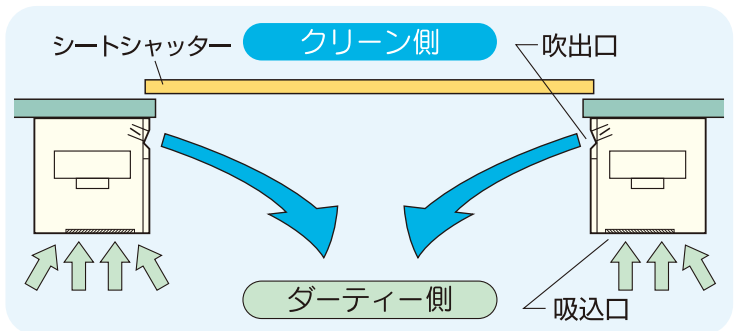 シートシャッター
クリーン側
吹出口
ダーティー側
吸込口